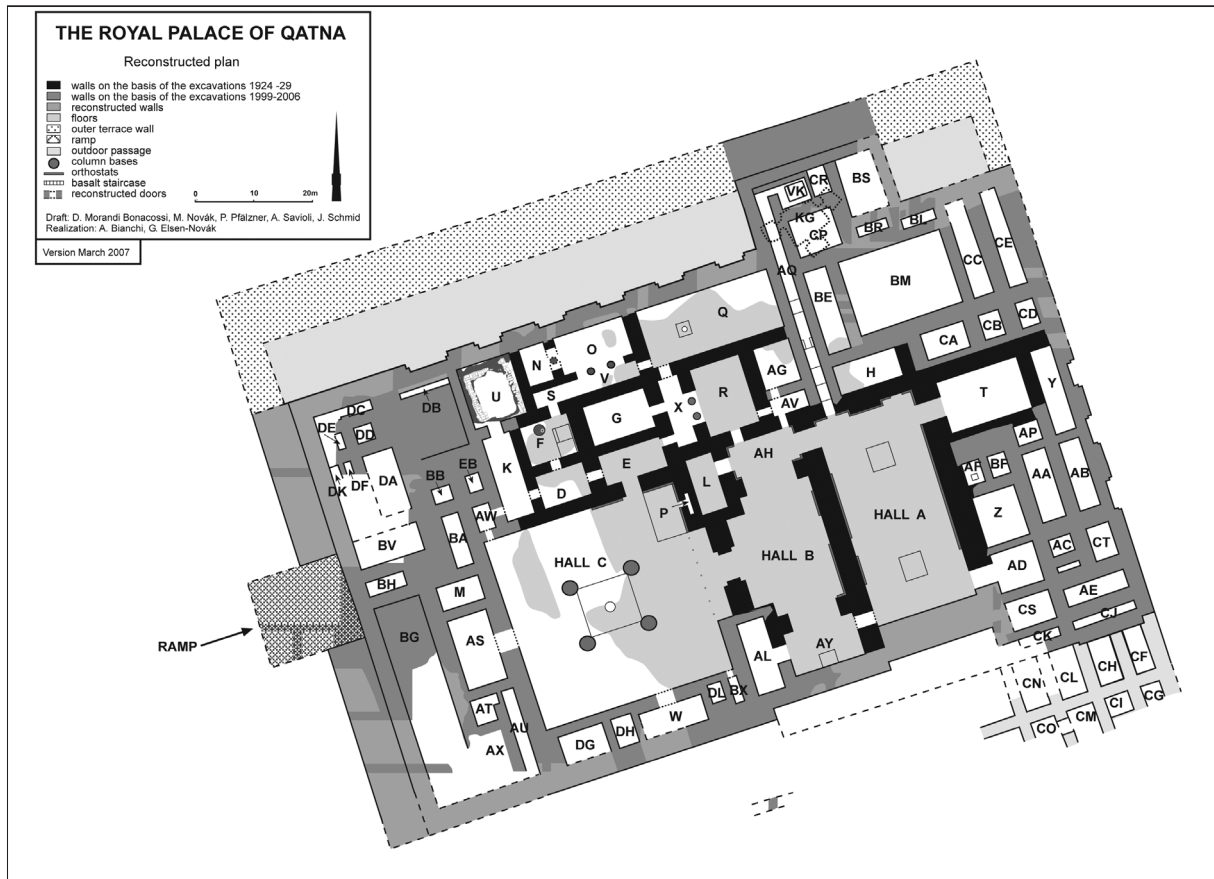 THE ROYAL PALACE OF QATNA
Reconstructed plan
walls on the basis of the excavations 1924 -29
walls on the basis of the excavations 1999-2006
reconstructed walls
floors
outer terrace wall
ramp
outdoor passage
column bases
orthostats
basalt staircase
reconstructed doors
0 10 20m
Draft: D. Morandi Bonacossi, M. Novák, P. Pfälzner, A. Savioli, J. Schmid
Realization: A. Bianchi, G. Elsen-Novák
Version March 2007
VK CR BS
KG
CP BR BL
AQ BE BM CC CE
Q CA CB CD
O N V AG H
U S G X R AV T Y
DC DB
DE DD
F
DK DF DA BB EB K E AH AP
D L AF BF AA AB
AW P HALL A Z
BV BA HALL C HALL B AC CT
BH M AD AE
BG AS CS CJ
RAMP
AL AY CK
AT AU DL BX CN CL CH CF
AX DG DH W CO CM CI CG